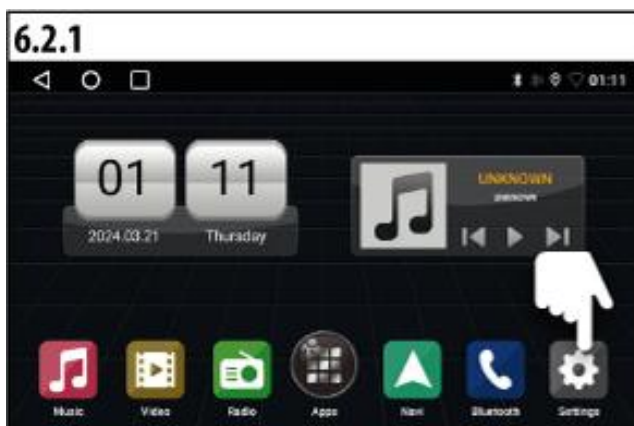 6.2.1
01:11
01 11
UNKNOWN
UNKNOWN
2024.03.21 Thursday
Music Video Radio Apps Navi Bluetooth Settings